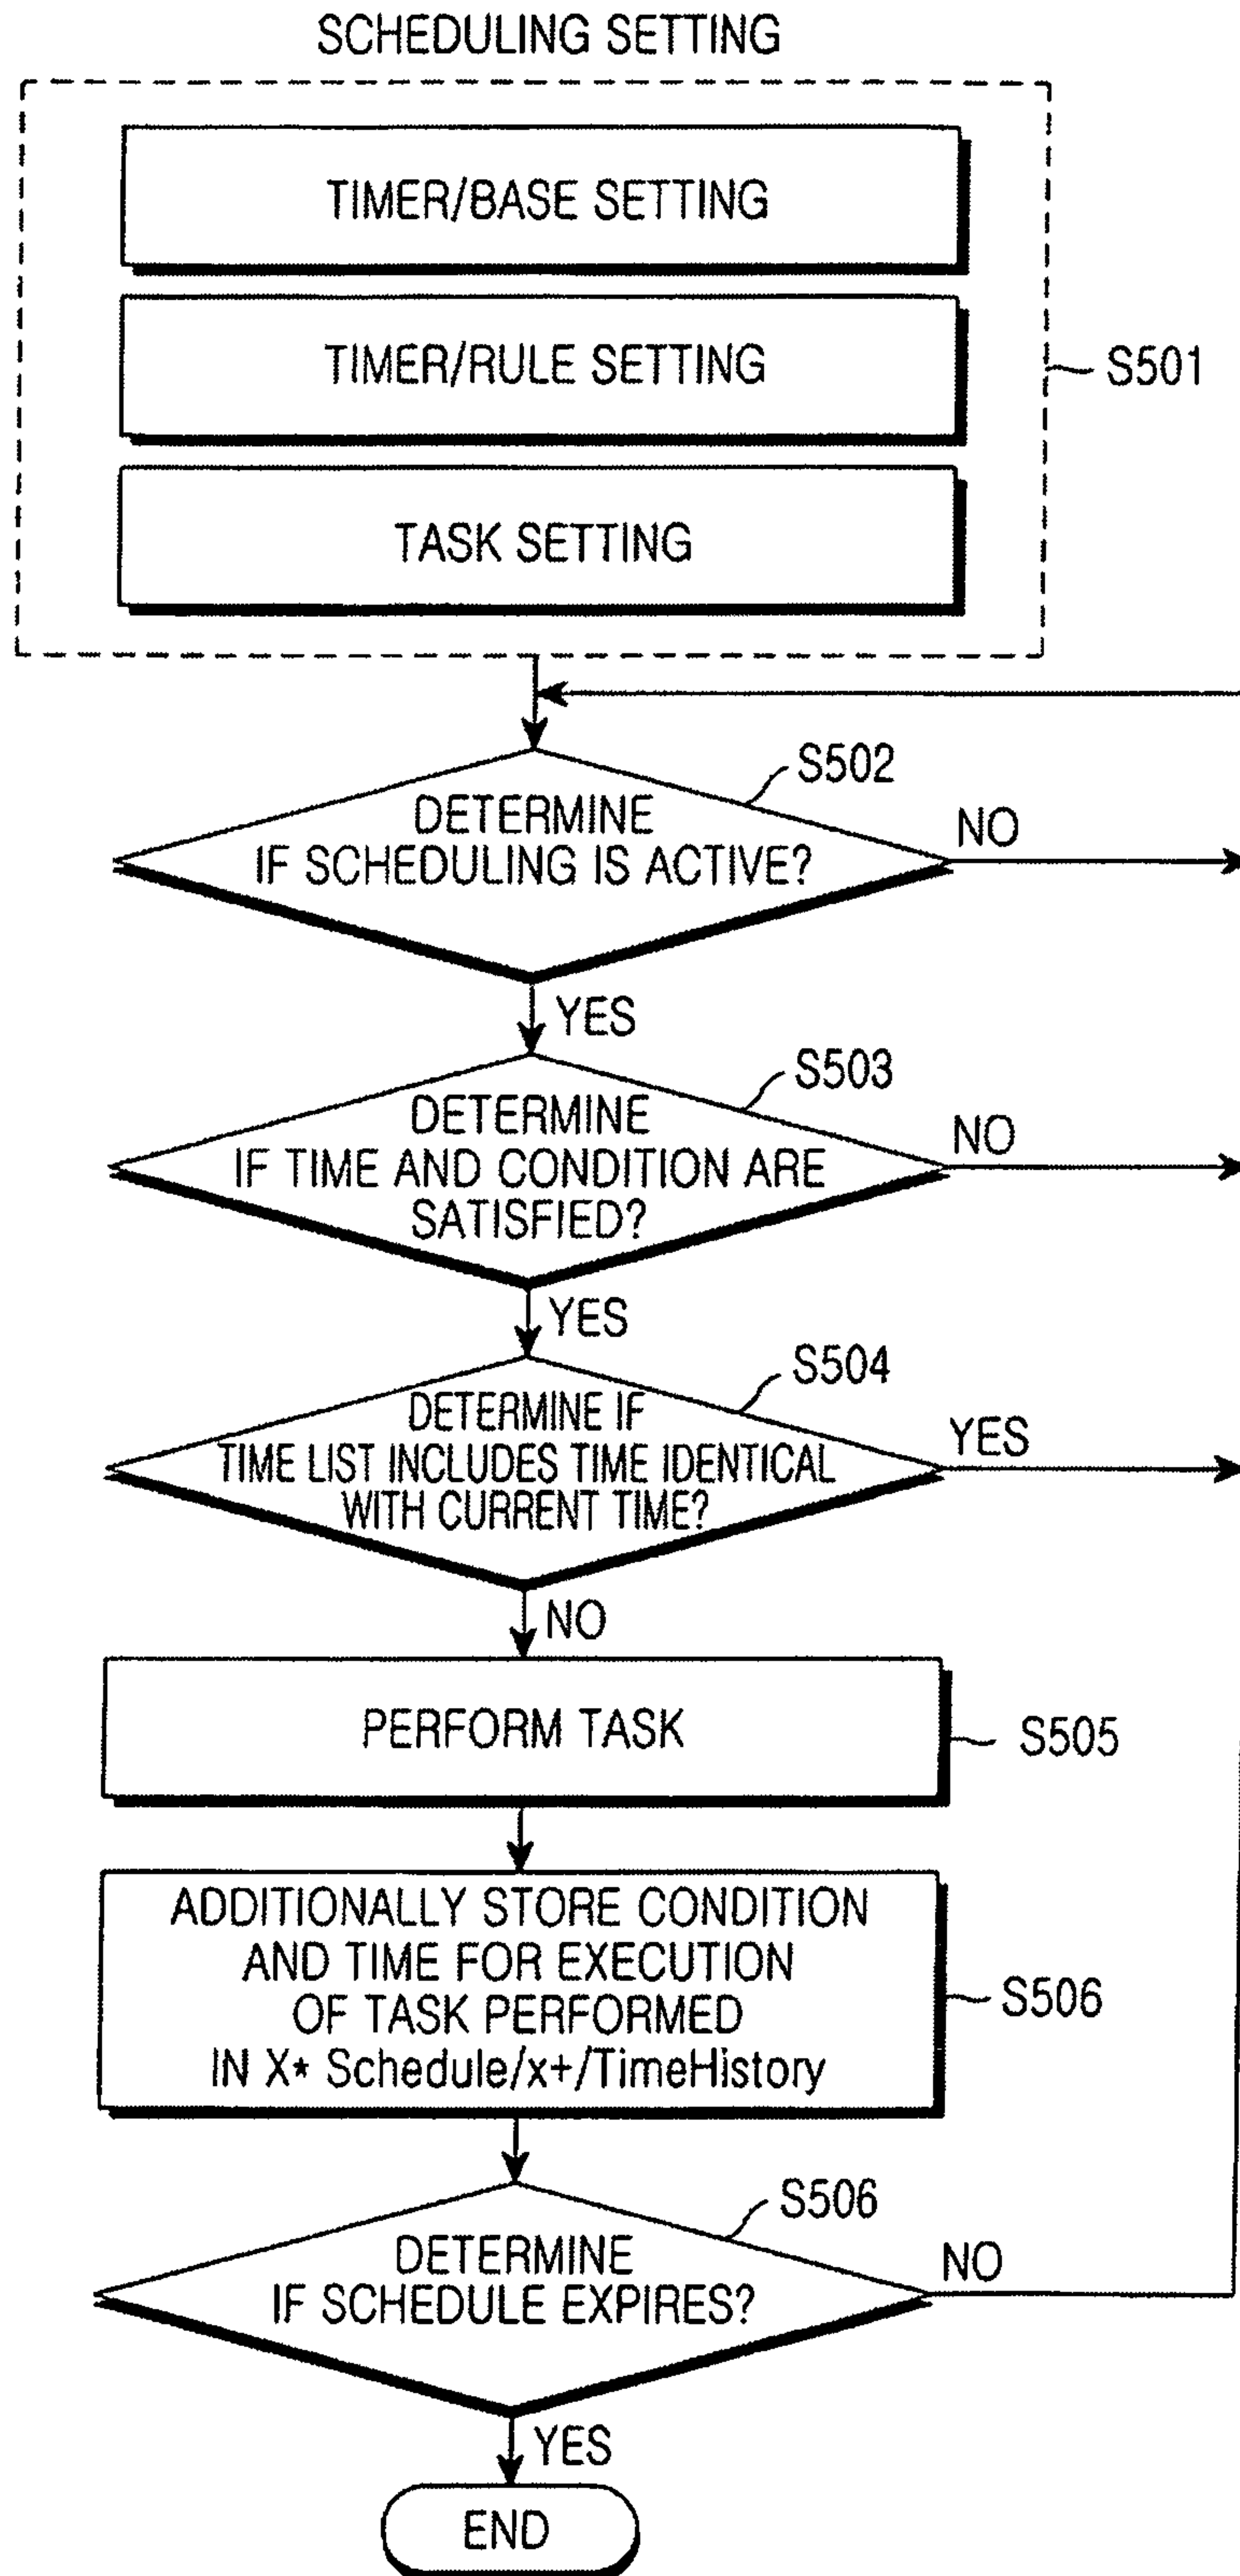 SCHEDULING SETTING
TIMER/BASE SETTING
TIMER/RULE SETTING
S501
TASK SETTING
S502
DETERMINE
IF SCHEDULING IS ACTIVE?
NO
YES
S503
DETERMINE
IF TIME AND CONDITION ARE
SATISFIED?
NO
YES
S504
DETERMINE IF
TIME LIST INCLUDES TIME IDENTICAL
WITH CURRENT TIME?
YES
NO
PERFORM TASK
S505
ADDITIONALLY STORE CONDITION
AND TIME FOR EXECUTION
OF TASK PERFORMED
IN X* Schedule/x+/TimeHistory
S506
S506
DETERMINE
IF SCHEDULE EXPIRES?
NO
YES
END